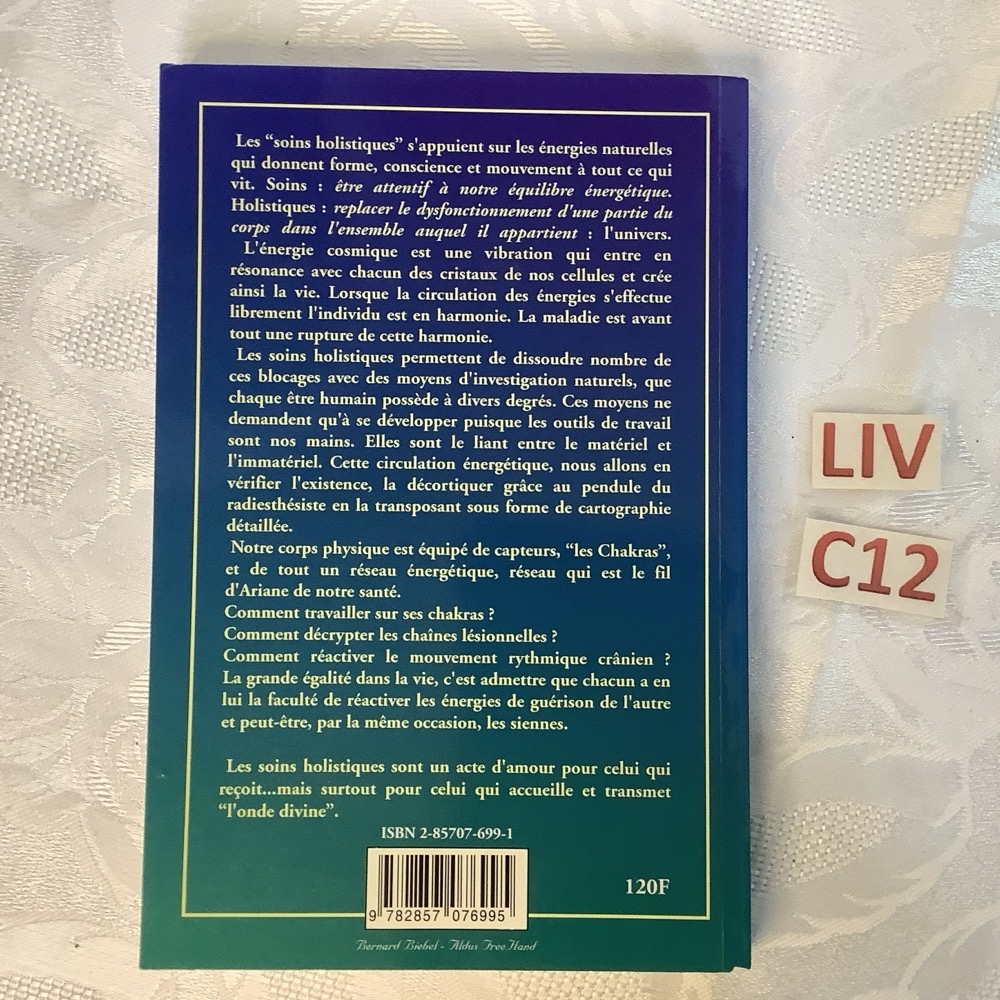 Les “soins holistiques” s'appuient sur les énergies naturelles
qui donnent forme, conscience et mouvement à tout ce qui
vit. Soins : être attentif à notre équilibre énergétique.
Holistiques : replacer le dysfonctionnement d'une partie du
corps dans l'ensemble auquel il appartient : l'univers.
L'énergie cosmique est une vibration qui entre en
résonance avec chacun des cristaux de nos cellules et crée
ainsi la vie. Lorsque la circulation des énergies s'effectue
librement l'individu est en harmonie. La maladie est avant
tout une rupture de cette harmonie.
Les soins holistiques permettent de dissoudre nombre de
ces blocages avec des moyens d'investigation naturels, que
chaque être humain possède à divers degrés. Ces moyens ne
demandent qu'à se développer puisque les outils de travail
sont nos mains. Elles sont le liant entre le matériel et
l'immatériel. Cette circulation énergétique, nous allons en
vérifier l'existence, la décortiquer grâce au pendule du
radiesthésiste en la transposant sous forme de cartographie
détaillée.
Notre corps physique est équipé de capteurs, “les Chakras”,
et de tout un réseau énergétique, réseau qui est le fil
d'Ariane de notre santé.
Comment travailler sur ses chakras ?
Comment décrypter les chaînes lésionnelles ?
Comment réactiver le mouvement rythmique crânien ?
La grande égalité dans la vie, c'est admettre que chacun a en
lui la faculté de réactiver les énergies de guérison de l'autre
et peut-être, par la même occasion, les siennes.
Les soins holistiques sont un acte d'amour pour celui qui
reçoit...mais surtout pour celui qui accueille et transmet
“l'onde divine”.
ISBN 2-85707-699-1
120F
9 782857 076995
Bernard Biebel - Aldus Free Hand
LIV
C12